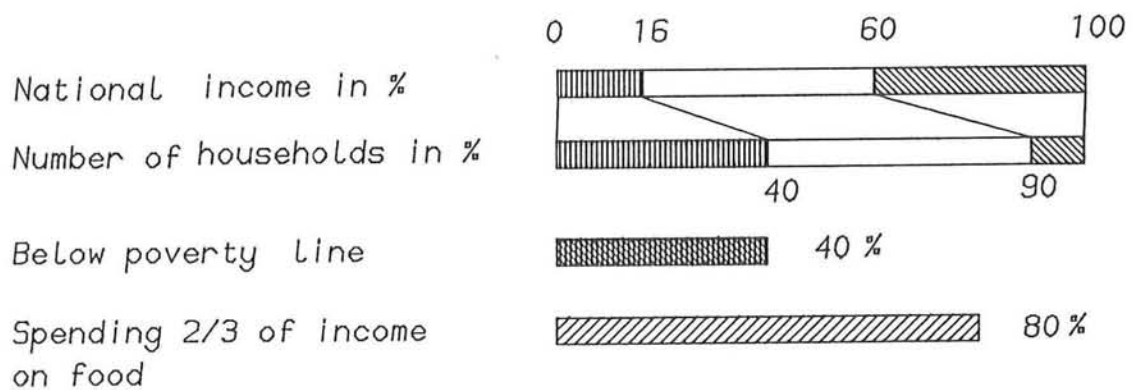 0 16 60 100
National income in %
Number of households in %
40 90
Below poverty line 40 %
Spending 2/3 of income 80 %
on food